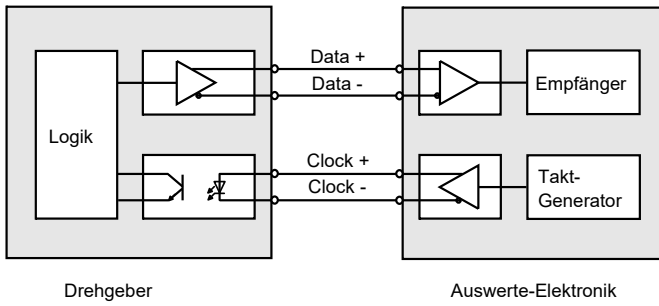 Data +
Data -
Empfänger
Logik
Clock +
Clock -
Takt-
Generator
Drehgeber
Auswerte-Elektronik